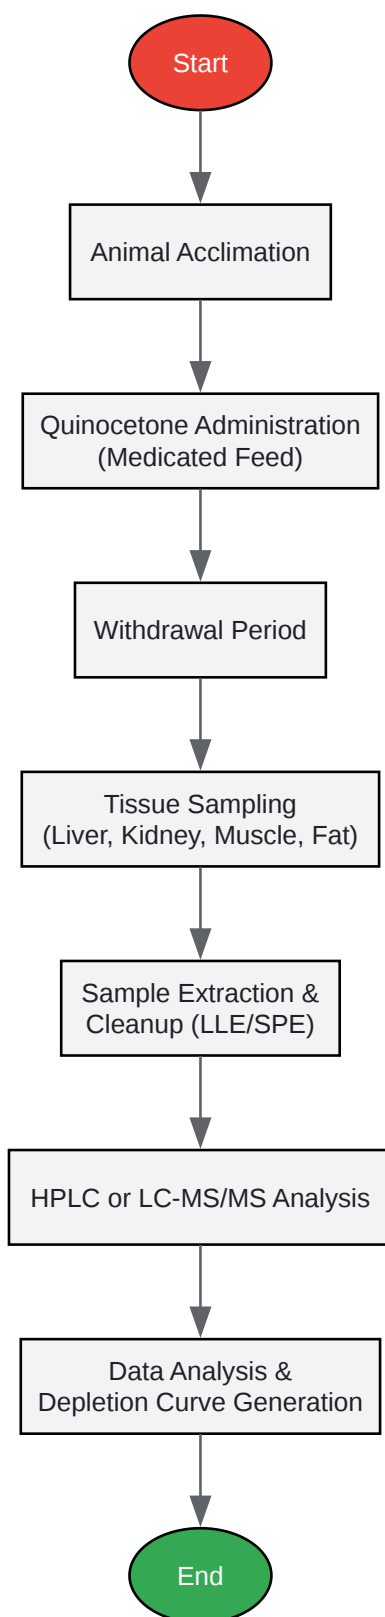 Start
Animal Acclimation
Quinocetone Administration
(Medicated Feed)
Withdrawal Period
Tissue Sampling
(Liver, Kidney, Muscle, Fat)
Sample Extraction &
Cleanup (LLE/SPE)
HPLC or LC-MS/MS Analysis
Data Analysis &
Depletion Curve Generation
End